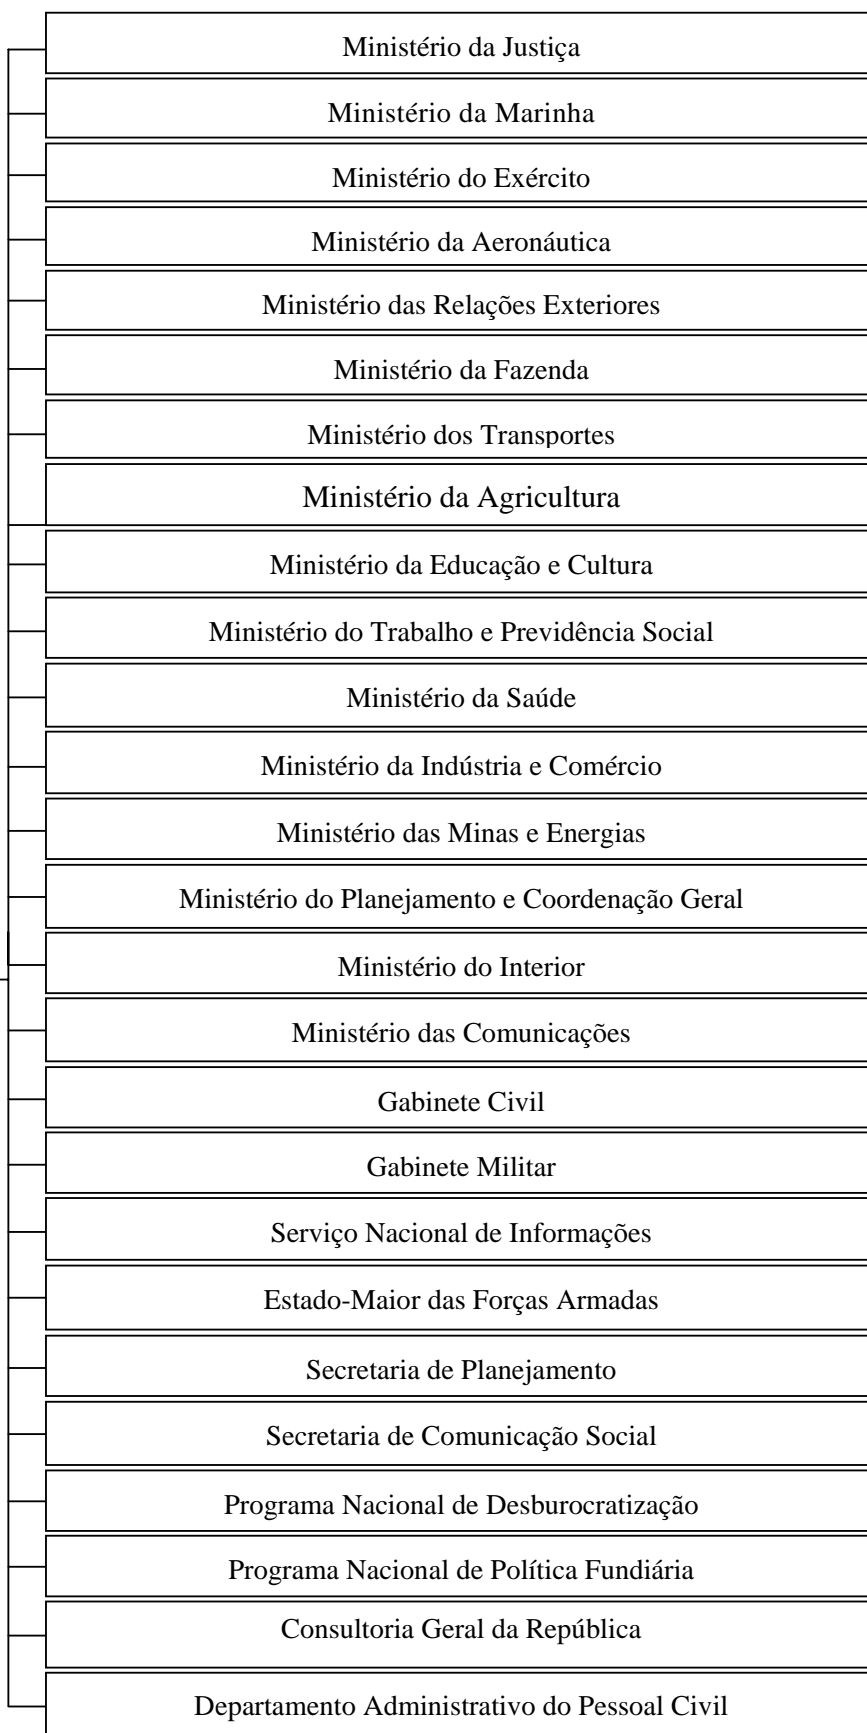 Ministério da Justiça
Ministério da Marinha
Ministério do Exército
Ministério da Aeronáutica
Ministério das Relações Exteriores
Ministério da Fazenda
Ministério dos Transportes
Ministério da Agricultura
Ministério da Educação e Cultura
Ministério do Trabalho e Previdência Social
Ministério da Saúde
Ministério da Indústria e Comércio
Ministério das Minas e Energias
Ministério do Planejamento e Coordenação Geral
Ministério do Interior
Ministério das Comunicações
Gabinete Civil
Gabinete Militar
Serviço Nacional de Informações
Estado-Maior das Forças Armadas
Secretaria de Planejamento
Secretaria de Comunicação Social
Programa Nacional de Desburocratização
Programa Nacional de Política Fundiária
Consultoria Geral da República
Departamento Administrativo do Pessoal Civil